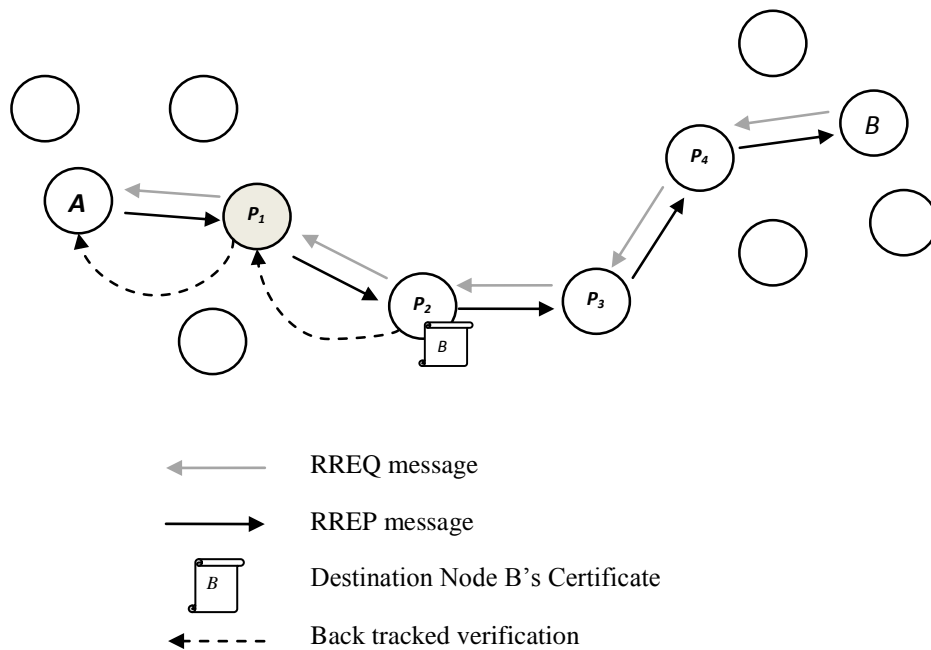 A
P1
P2
B
P3
P4
B
RREQ message
RREP message
B
Destination Node B’s Certificate
Back tracked verification